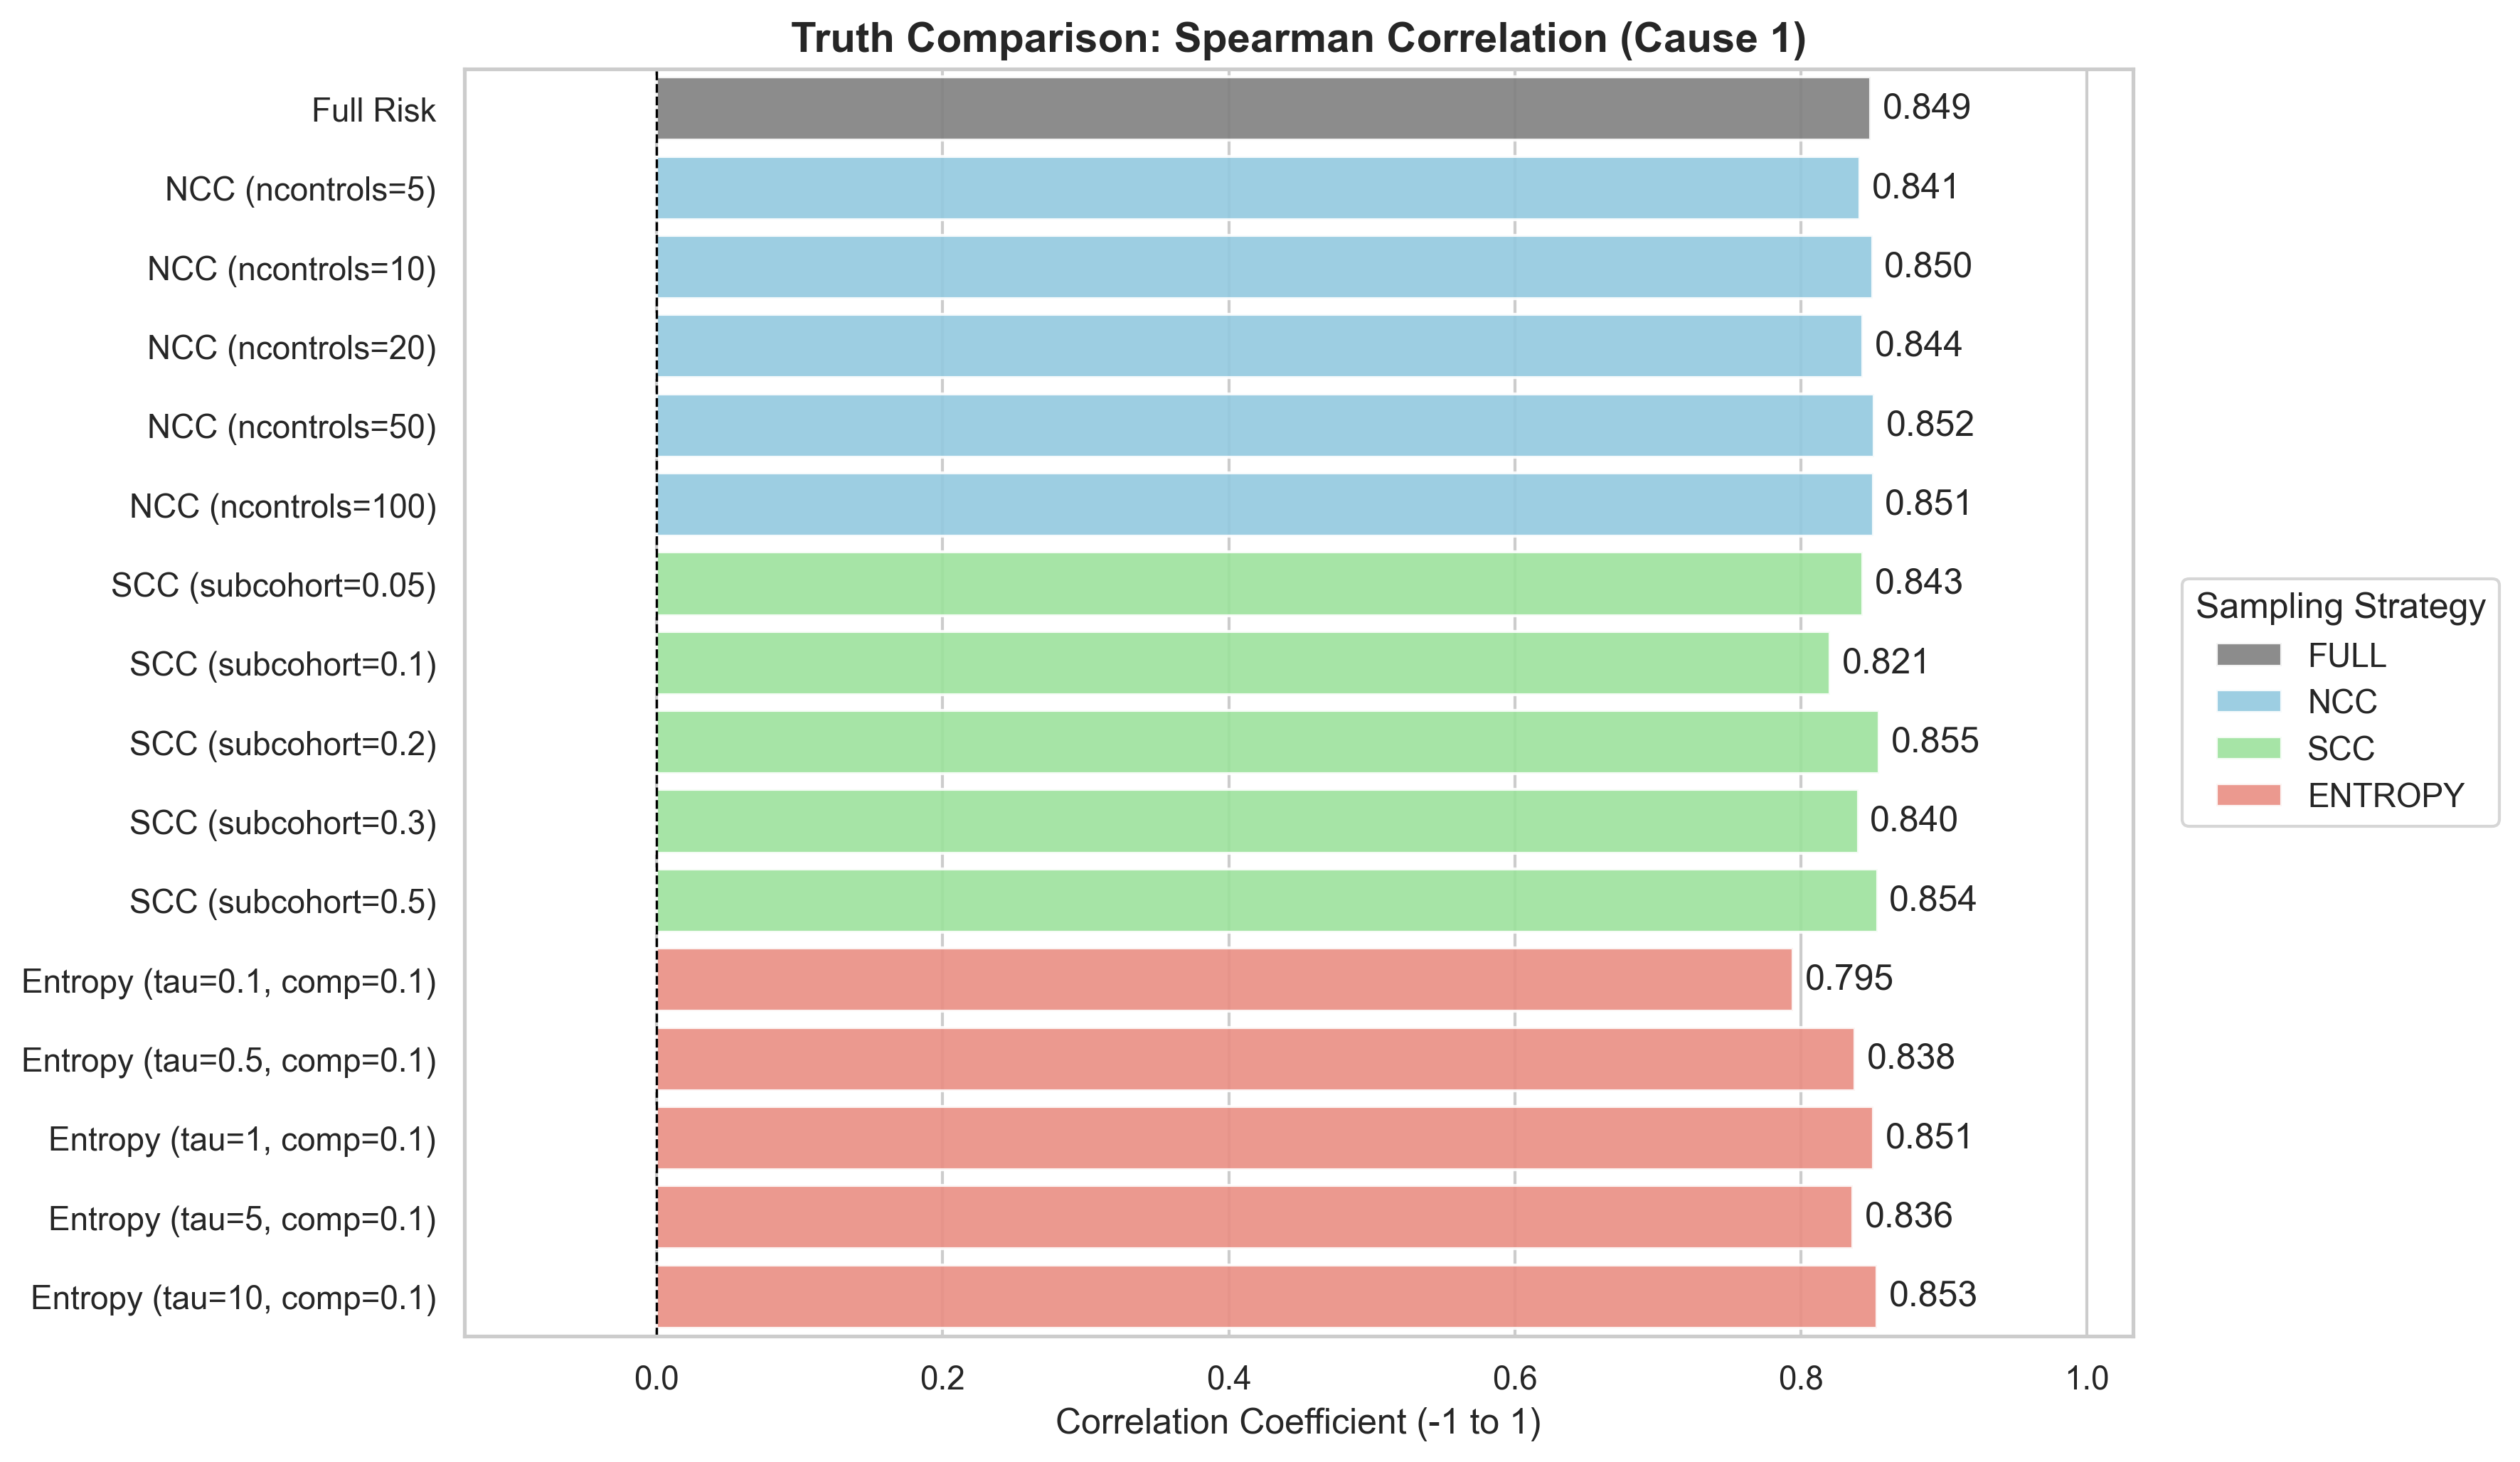 Truth Comparison: Spearman Correlation (Cause 1)
Full Risk
0.849
NCC (ncontrols=5)
0.841
NCC (ncontrols=10)
0.850
NCC (ncontrols=20)
0.844
NCC (ncontrols=50)
0.852
NCC (ncontrols=100)
0.851
SCC (subcohort=0.05)
0.843
SCC (subcohort=0.1)
0.821
SCC (subcohort=0.2)
0.855
SCC (subcohort=0.3)
0.840
SCC (subcohort=0.5)
0.854
Entropy (tau=0.1, comp=0.1)
0.795
Entropy (tau=0.5, comp=0.1)
0.838
Entropy (tau=1, comp=0.1)
0.851
Entropy (tau=5, comp=0.1)
0.836
Entropy (tau=10, comp=0.1)
0.853
0.0 0.2 0.4 0.6 0.8 1.0
Correlation Coefficient (-1 to 1)
Sampling Strategy
FULL
NCC
SCC
ENTROPY